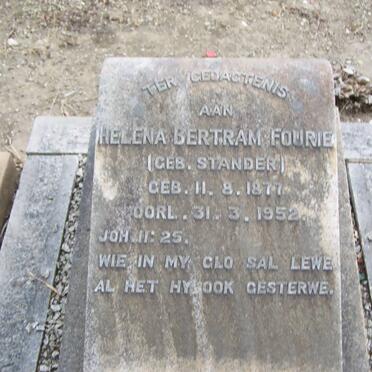 TER GEDAGTENIS
AAN
HELENA BERTRAM FOURIE
(GEB. STANDER)
GEB. 11. 8. 1877
OORL. 31. 3. 1952.
JOH. 11: 25.
WIE IN MY GLO SAL LEWE
AL HET HY OOK GESTERWE.